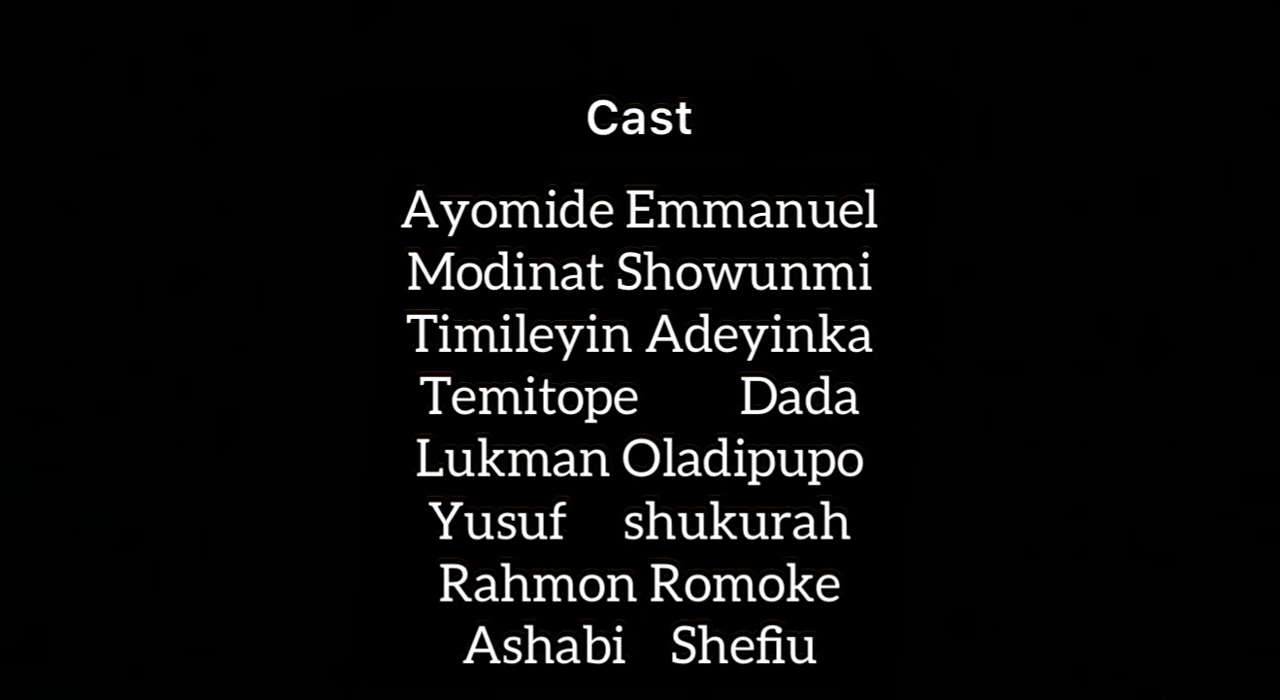 Cast
Ayomide Emmanuel
Modinat Showunmi
Timileyin Adeyinka
Temitope Dada
Lukman Oladipupo
Yusuf shukurah
Rahmon Romoke
Ashabi Shefiu